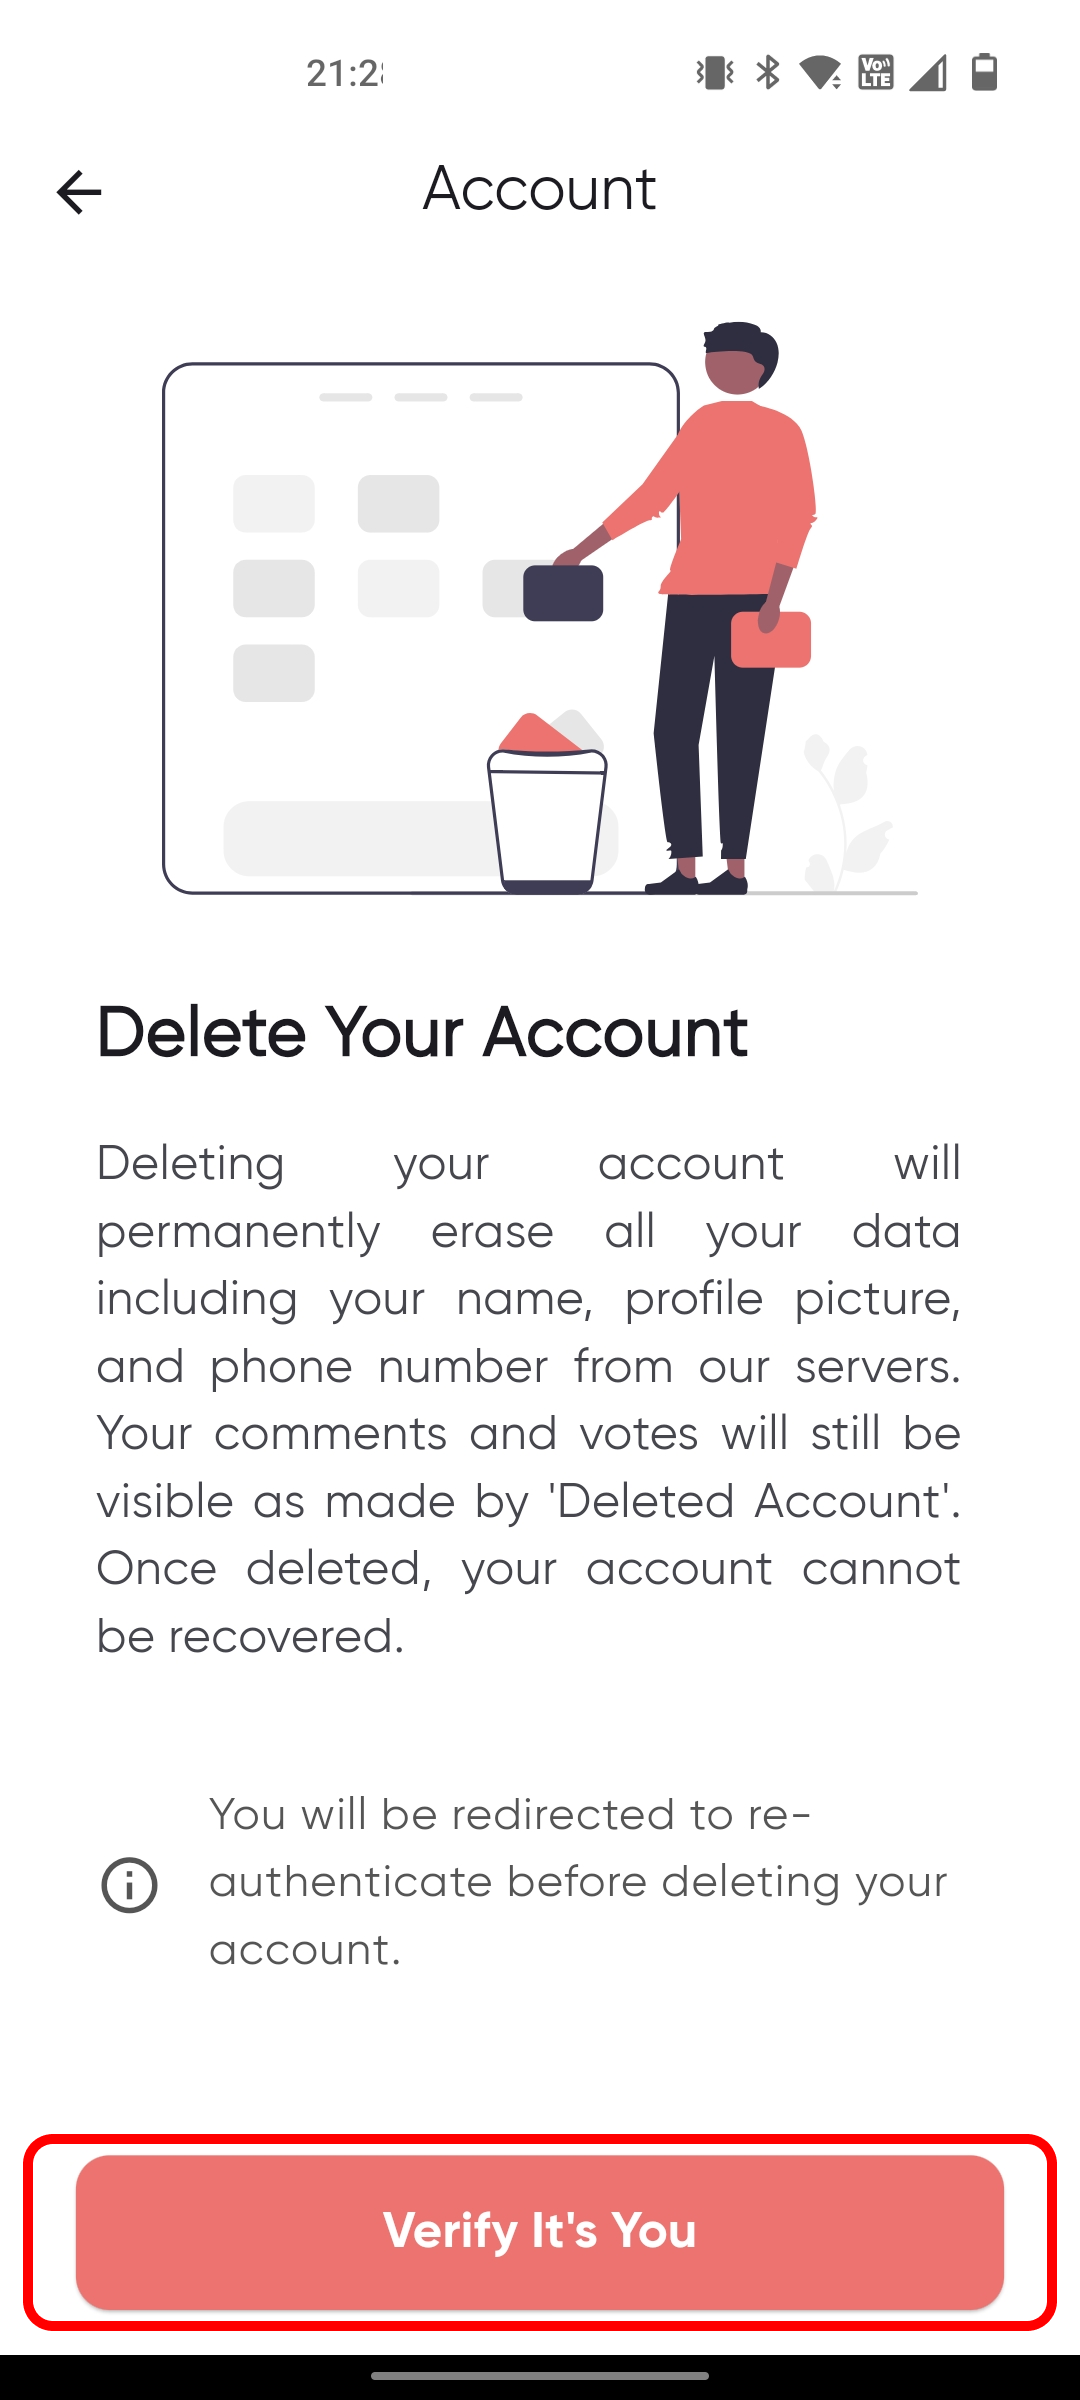 Account
Delete Your Account
Deleting your account will
permanently erase all your data
including your name, profile picture,
and phone number from our servers.
Your comments and votes will still be
visible as made by 'Deleted Account'.
Once deleted, your account cannot
be recovered.
You will be redirected to re-
authenticate before deleting your
account.
Verify It's You